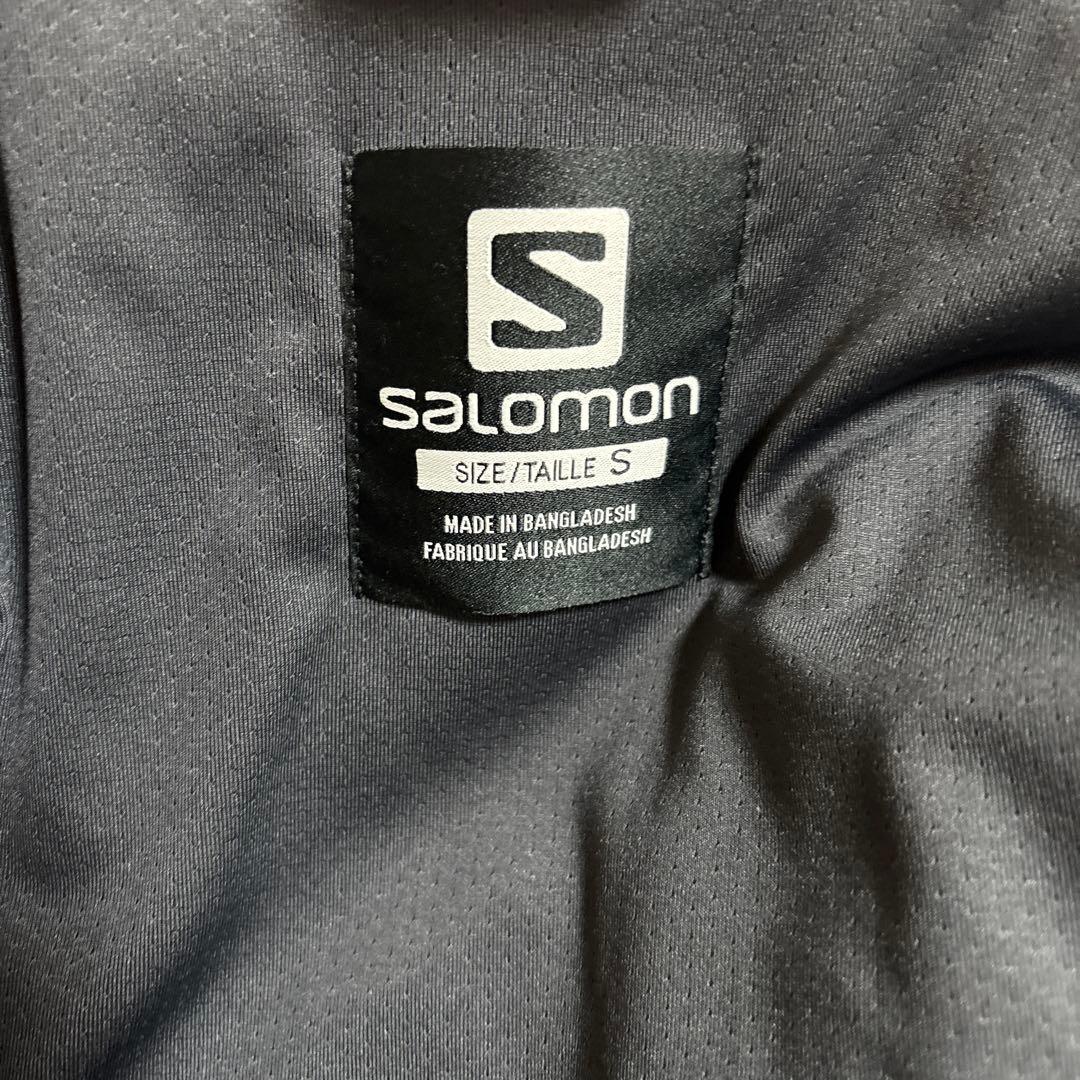 S
salomon
SIZE/TAILLE S
MADE IN BANGLADESH
FABRIQUE AU BANGLADESH